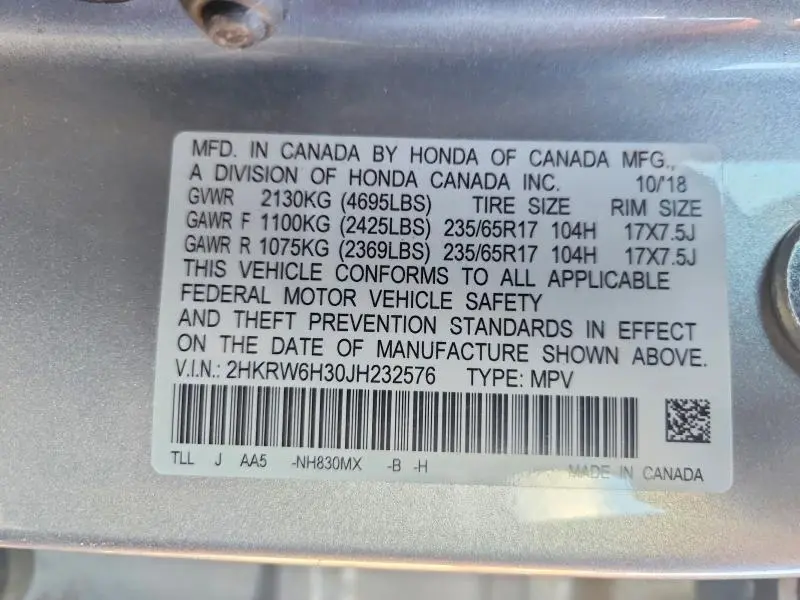 MFD. IN CANADA BY HONDA OF CANADA MFG.,
A DIVISION OF HONDA CANADA INC. 10/'18
GVWR 2130KG (4695LBS) TIRE SIZE RIM SIZE
GAWR F 1100KG (2425LBS) 235/65R17 104H 17X7.5J
GAWR R 1075KG (2369LBS) 235/65R17 104H 17X7.5J
THIS VEHICLE CONFORMS TO ALL APPLICABLE
FEDERAL MOTOR VEHICLE SAFETY
AND THEFT PREVENTION STANDARDS IN EFFECT
ON THE DATE OF MANUFACTURE SHOWN ABOVE.
V.I.N.: 2HKRW6H30JH232576 TYPE: MPV
TLL J AA5 -NH830MX -B -H MADE IN CANADA